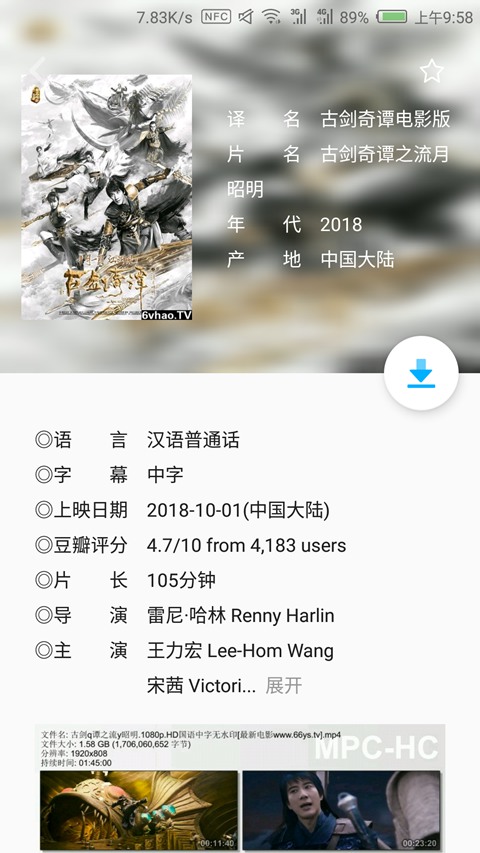 7.83K/s NFC 3G 4G 89% 上午9:58
译 名 古剑奇谭电影版
片 名 古剑奇谭之流月
昭明
年 代 2018
产 地 中国大陆
古剑奇谭
6vhao.TV
◎语 言 汉语普通话
◎字 幕 中字
◎上映日期 2018-10-01(中国大陆)
◎豆瓣评分 4.7/10 from 4,183 users
◎片 长 105分钟
◎导 演 雷尼·哈林 Renny Harlin
◎主 演 王力宏 Lee-Hom Wang
宋茜 Victori... 展开
文件名: 古剑q谭之流y昭明.1080p.HD国语中字无水印[最新电影www.66ys.tv].mp4
文件大小: 1.58 GB (1,706,060,652 字节)
分辨率: 1920x808
持续时间: 01:45:00
MPC-HC
00:11:40
00:23:20